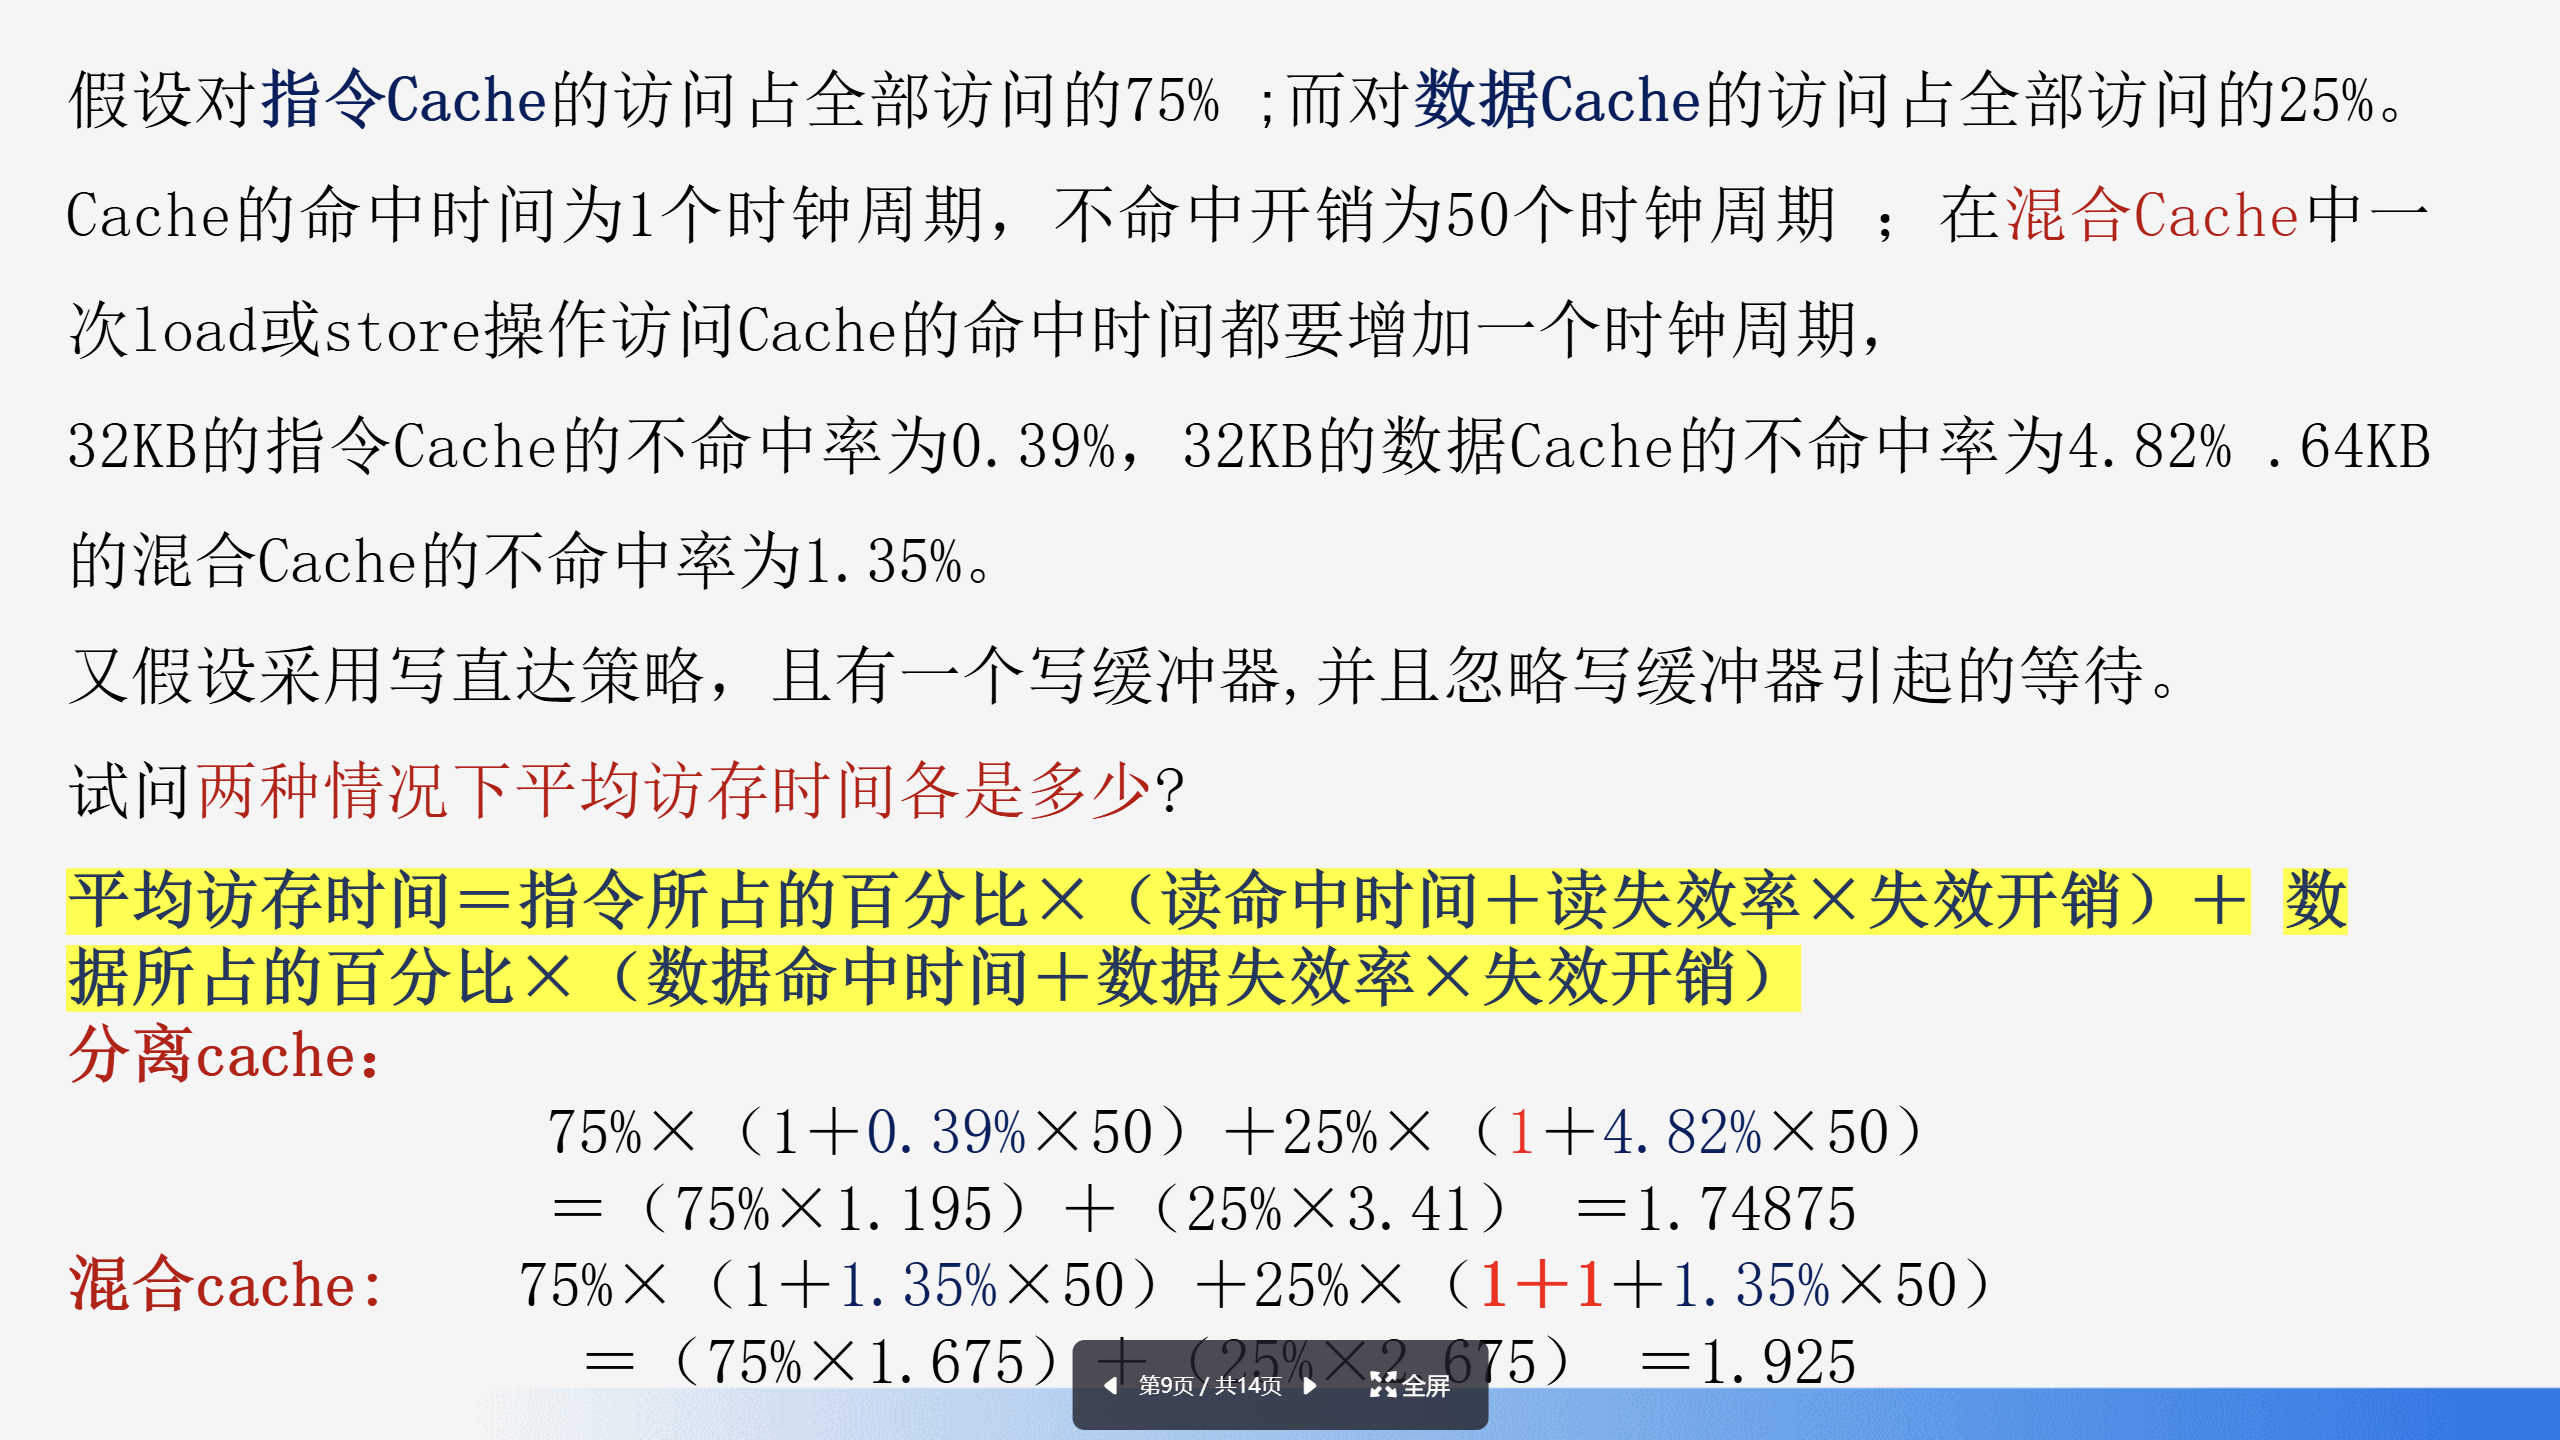 假设对指令Cache的访问占全部访问的75% ;而对数据Cache的访问占全部访问的25%。
Cache的命中时间为1个时钟周期，不命中开销为50个时钟周期 ；在混合Cache中一
次load或store操作访问Cache的命中时间都要增加一个时钟周期，
32KB的指令Cache的不命中率为0.39%，32KB的数据Cache的不命中率为4.82% .64KB
的混合Cache的不命中率为1.35%。
又假设采用写直达策略，且有一个写缓冲器,并且忽略写缓冲器引起的等待。
试问两种情况下平均访存时间各是多少?
平均访存时间＝指令所占的百分比×（读命中时间＋读失效率×失效开销）＋ 数
据所占的百分比×（数据命中时间＋数据失效率×失效开销）
分离cache：
75%×（1＋0.39%×50）＋25%×（1＋4.82%×50）
＝（75%×1.195）＋（25%×3.41） ＝1.74875
混合cache: 75%×（1＋1.35%×50）＋25%×（1＋1＋1.35%×50）
＝（75%×1.675）＋（25%×2.675） ＝1.925
第9页 / 共14页 全屏